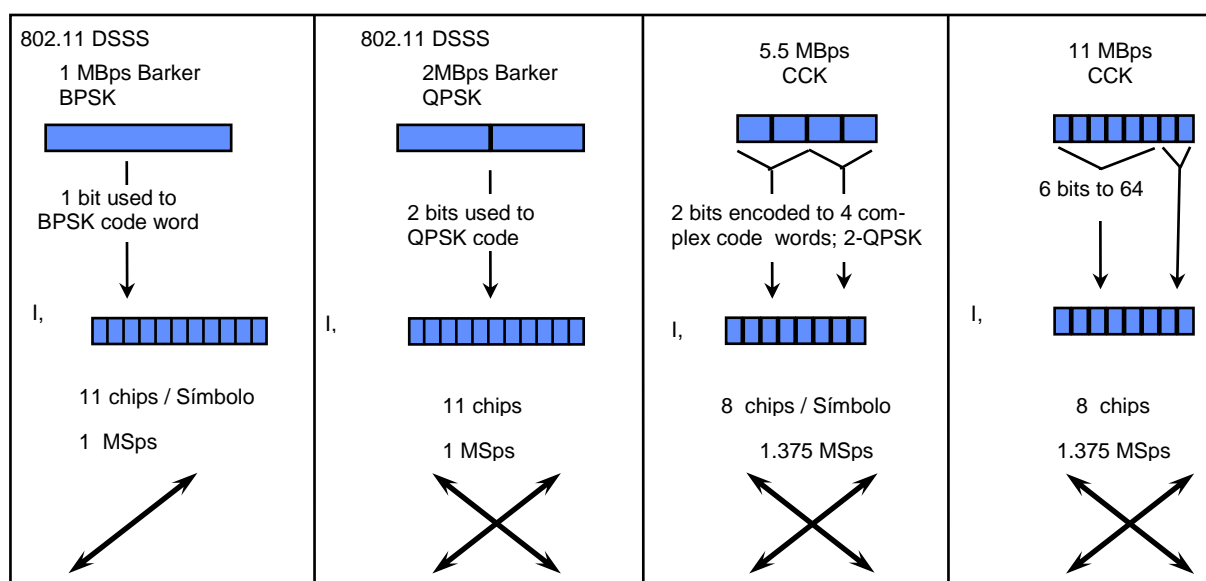 802.11 DSSS
1 MBps Barker
BPSK
1 bit used to
BPSK code word
I,
11 chips / Símbolo
1 MSps
802.11 DSSS
2MBps Barker
QPSK
2 bits used to
QPSK code
I,
11 chips
1 MSps
5.5 MBps
CCK
2 bits encoded to 4 com-
plex code words; 2-QPSK
I,
8 chips / Símbolo
1.375 MSps
11 MBps
CCK
6 bits to 64
I,
8 chips
1.375 MSps